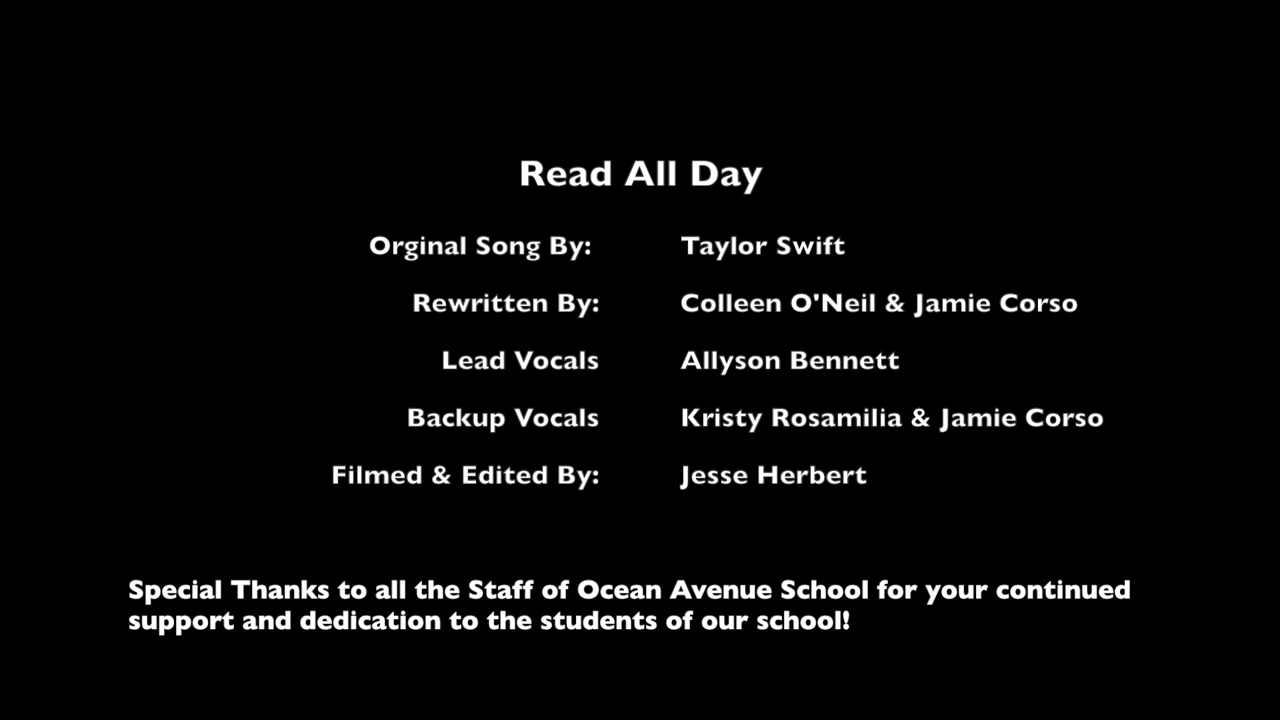 Read All Day
Orginal Song By: Taylor Swift
Rewritten By: Colleen O'Neil & Jamie Corso
Lead Vocals Allyson Bennett
Backup Vocals Kristy Rosamilia & Jamie Corso
Filmed & Edited By: Jesse Herbert
Special Thanks to all the Staff of Ocean Avenue School for your continued
support and dedication to the students of our school!